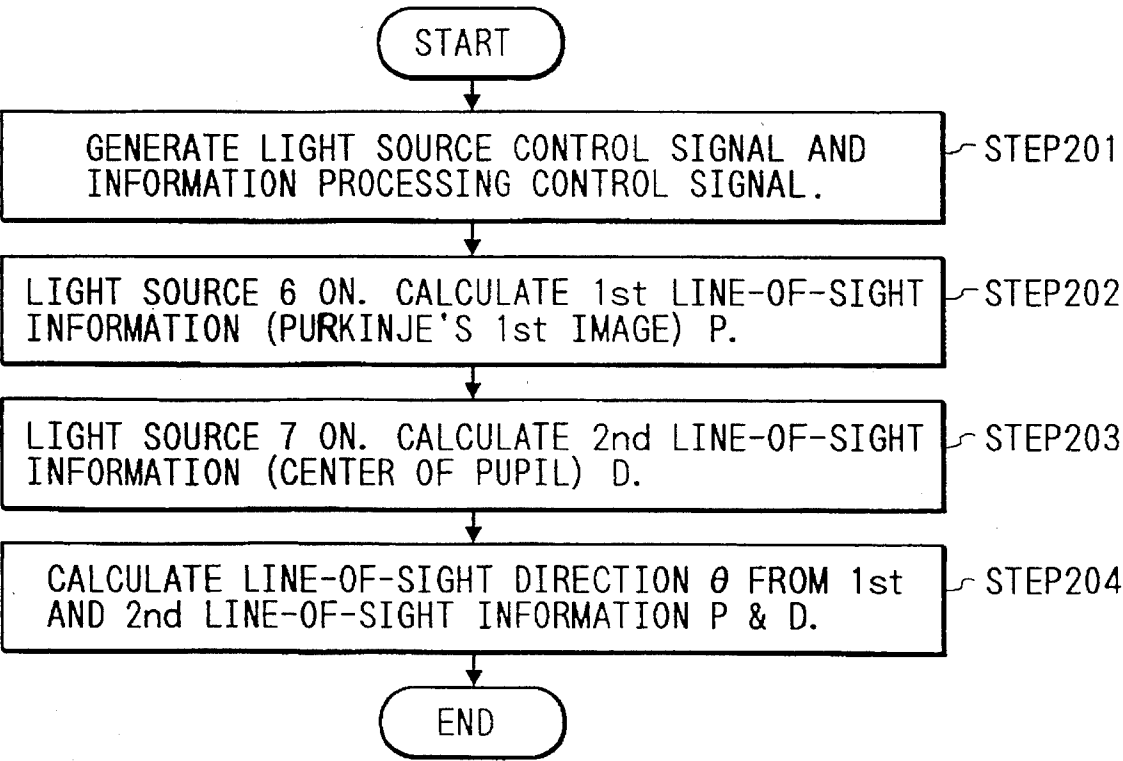 START
GENERATE LIGHT SOURCE CONTROL SIGNAL AND
INFORMATION PROCESSING CONTROL SIGNAL.
STEP201
LIGHT SOURCE 6 ON. CALCULATE 1st LINE-OF-SIGHT
INFORMATION (PURKINJE'S 1st IMAGE) P.
STEP202
LIGHT SOURCE 7 ON. CALCULATE 2nd LINE-OF-SIGHT
INFORMATION (CENTER OF PUPIL) D.
STEP203
CALCULATE LINE-OF-SIGHT DIRECTION θ FROM 1st
AND 2nd LINE-OF-SIGHT INFORMATION P & D.
STEP204
END